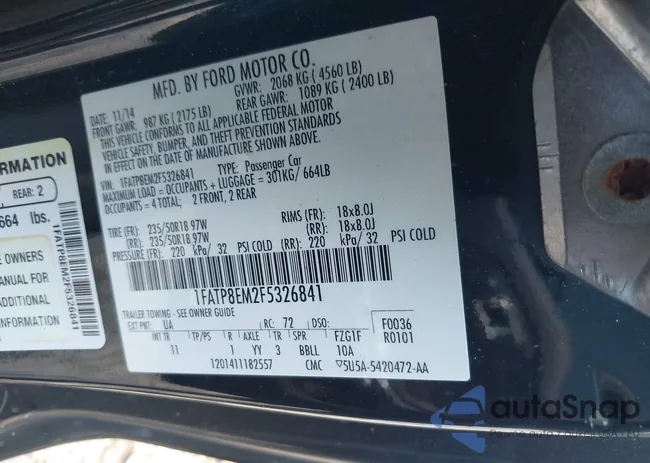 MFD. BY FORD MOTOR CO.
DATE: 11/14 GVWR: 2068 KG (4560 LB)
FRONT GAWR: 987 KG (2175 LB) REAR GAWR: 1089 KG (2400 LB)
THIS VEHICLE CONFORMS TO ALL APPLICABLE FEDERAL MOTOR
VEHICLE SAFETY, BUMPER, AND THEFT PREVENTION STANDARDS
IN EFFECT ON THE DATE OF MANUFACTURE SHOWN ABOVE.
VIN: 1FATP8EM2F5326841 TYPE: Passenger Car
MAXIMUM LOAD = OCCUPANTS + LUGGAGE = 301KG/ 664LB
OCCUPANTS = 4 TOTAL: 2 FRONT, 2 REAR
TIRE (FR): 235/50R18 97W RIMS (FR): 18x8.0J
(RR): 235/50R18 97W (RR): 18x8.0J
PRESSURE (FR): 220 kPa/ 32 PSI COLD (RR): 220 kPa/ 32 PSI COLD
1FATP8EM2F5326841
TRAILER TOWING - SEE OWNER GUIDE
EXT PNT: UA RC: 72 DSO: F0036
INT TR TP/PS R AXLE TR SPR FZG1F R0101
11 1 YY 3 BBLL 10A
1201411182557 CMC 5U5A-5420472-AA
FORMATION
REAR: 2
664 lbs.
E OWNERS
MANUAL FOR
ADDITIONAL
RMATION
1FATP8EM2F5326841
autaSnap